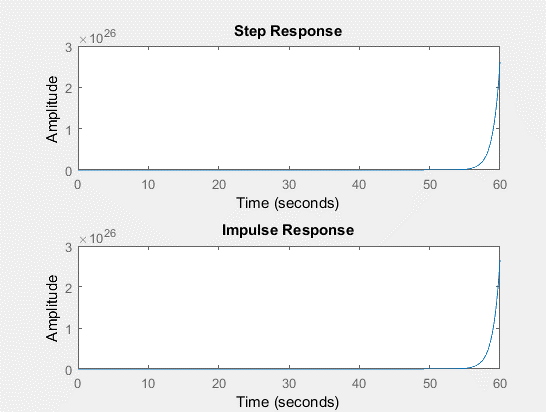 Step Response
×10^26
3
2
1
0
Amplitude
0 10 20 30 40 50 60
Time (seconds)
Impulse Response
×10^26
3
2
1
0
Amplitude
0 10 20 30 40 50 60
Time (seconds)